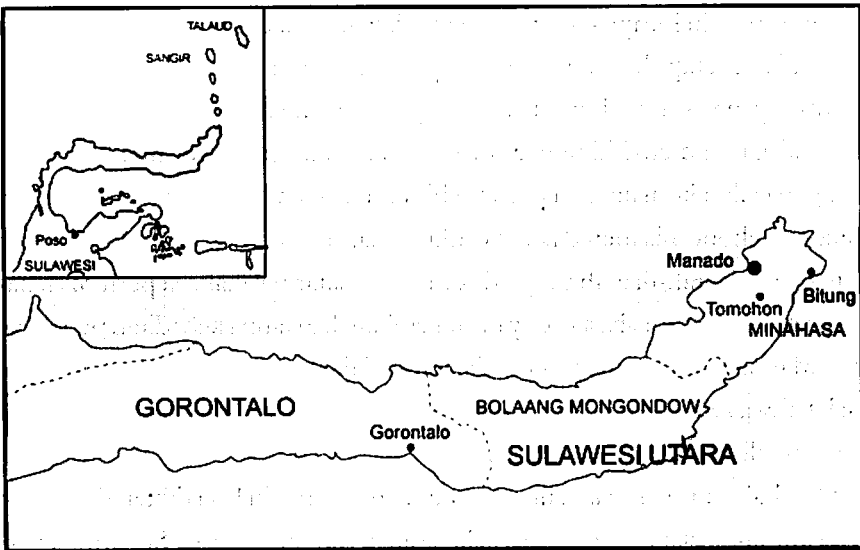 TALAUD
SANGIR
Poso
SULAWESI
Manado
Bitung
Tomohon
MINAHASA
GORONTALO
BOLAANG MONGONDOW
Gorontalo
SULAWESI UTARA